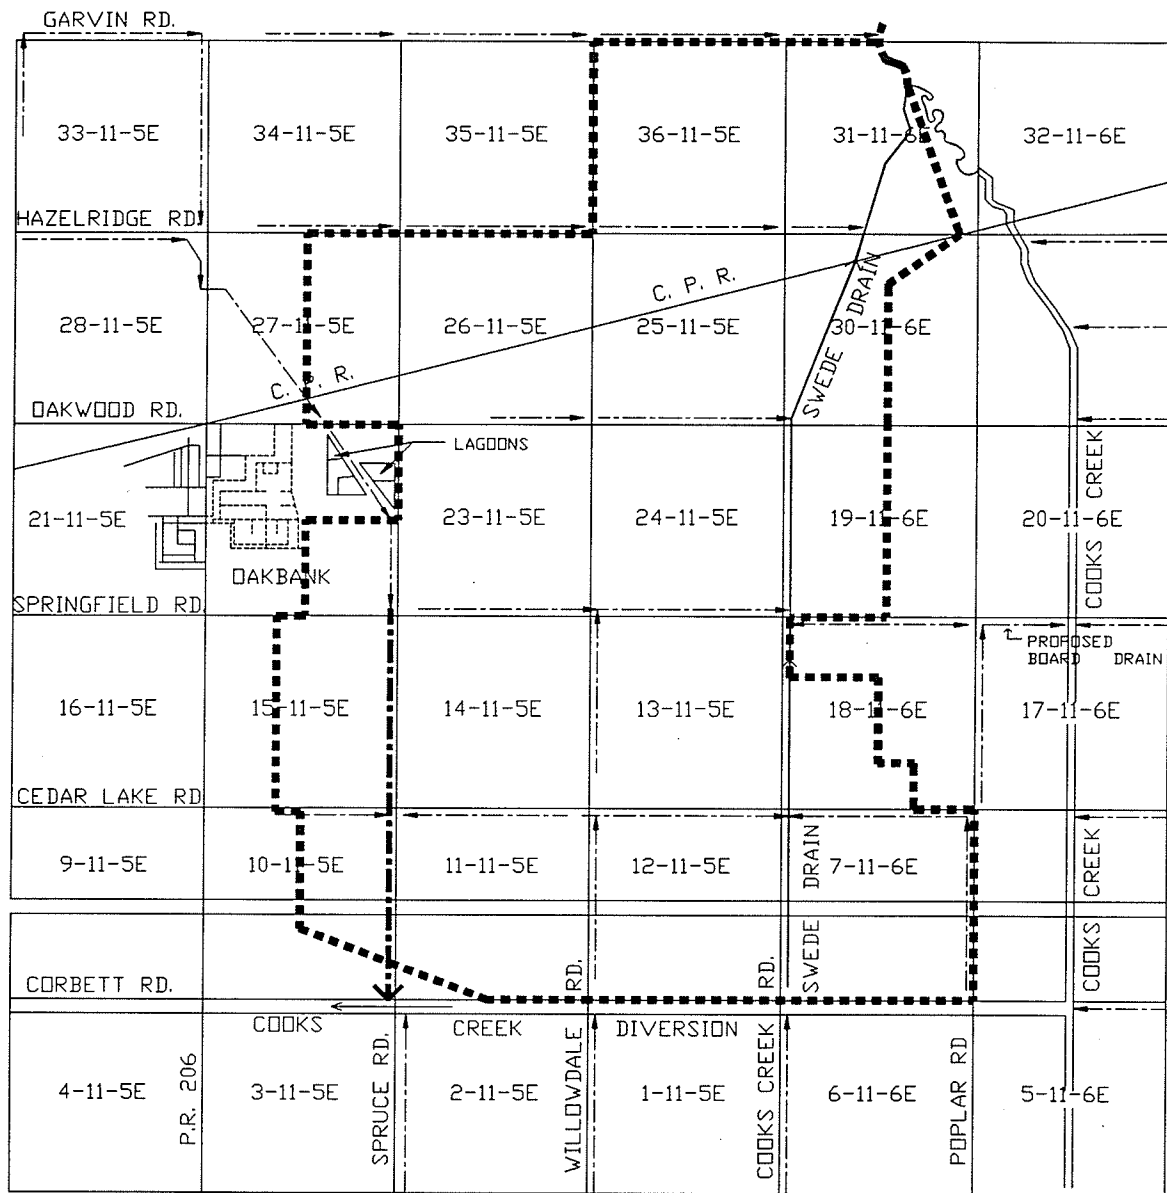 GARVIN RD.
33-11-5E
34-11-5E
35-11-5E
36-11-5E
31-11-6E
32-11-6E
HAZELRIDGE RD.
28-11-5E
27-11-5E
26-11-5E
25-11-5E
30-11-6E
C. P. R.
C. P. R.
SWEDE DRAIN
OAKWOOD RD.
LAGOONS
21-11-5E
23-11-5E
24-11-5E
19-11-6E
20-11-6E
COOKS CREEK
OAKBANK
SPRINGFIELD RD.
PROPOSED
BOARD DRAIN
16-11-5E
15-11-5E
14-11-5E
13-11-5E
18-11-6E
17-11-6E
CEDAR LAKE RD
9-11-5E
10-11-5E
11-11-5E
12-11-5E
SWEDE DRAIN
7-11-6E
COOKS CREEK
CORBETT RD.
SWEDE DRAIN
COOKS CREEK
COOKS CREEK DIVERSION
P.R. 206
SPRUCE RD.
WILLOWDALE RD.
COOKS CREEK RD.
POPLAR RD
4-11-5E
3-11-5E
2-11-5E
1-11-5E
6-11-6E
5-11-6E